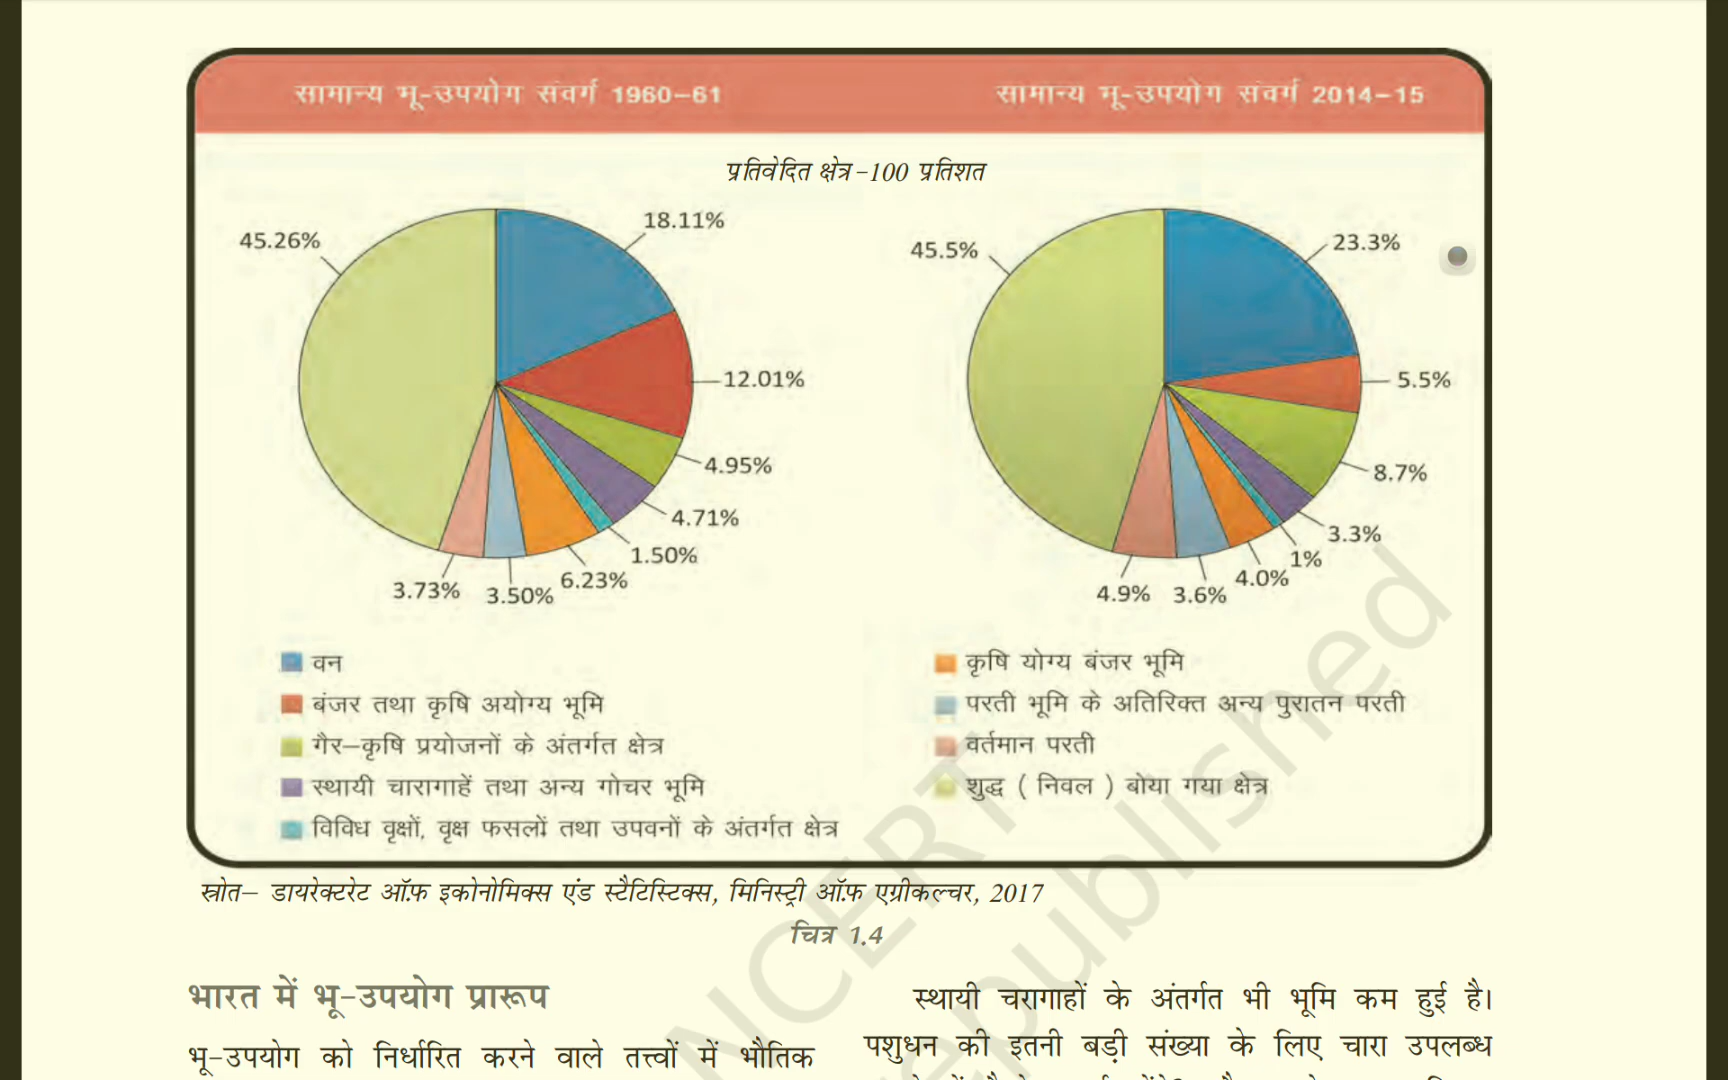 सामान्य भू-उपयोग संवर्ग 1960–61
सामान्य भू-उपयोग संवर्ग 2014–15
प्रतिवेदित क्षेत्र–100 प्रतिशत
45.26%
18.11%
12.01%
4.95%
4.71%
1.50%
6.23%
3.50%
3.73%
45.5%
23.3%
5.5%
8.7%
3.3%
1%
4.0%
3.6%
4.9%
वन
बंजर तथा कृषि अयोग्य भूमि
गैर–कृषि प्रयोजनों के अंतर्गत क्षेत्र
स्थायी चारागाहें तथा अन्य गोचर भूमि
विविध वृक्षों, वृक्ष फसलों तथा उपवनों के अंतर्गत क्षेत्र
कृषि योग्य बंजर भूमि
परती भूमि के अतिरिक्त अन्य पुरातन परती
वर्तमान परती
शुद्ध ( निवल ) बोया गया क्षेत्र
स्त्रोत– डायरेक्टरेट ऑफ़ इकोनोमिक्स एंड स्टैटिस्टिक्स, मिनिस्ट्री ऑफ़ एग्रीकल्चर, 2017
चित्र 1.4
भारत में भू-उपयोग प्रारूप
भू-उपयोग को निर्धारित करने वाले तत्त्वों में भौतिक
स्थायी चरागाहों के अंतर्गत भी भूमि कम हुई है।
पशुधन की इतनी बड़ी संख्या के लिए चारा उपलब्ध
NCERT
republished